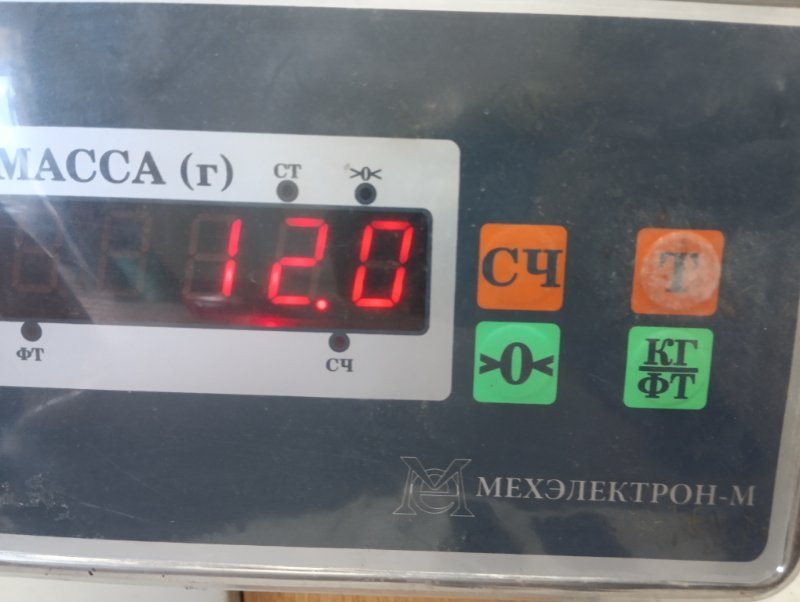 МАССА (г)
СТ
>0<
12.0
ФТ
СЧ
СЧ
Т
>0<
КГ
ФТ
МЕХЭЛЕКТРОН-М